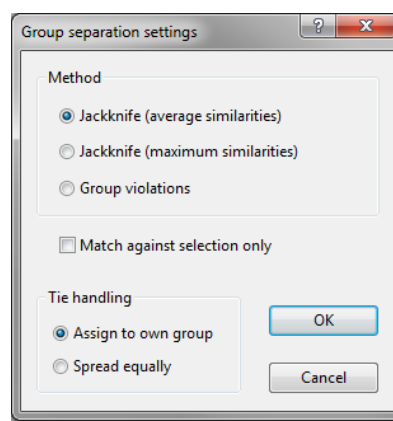 Group separation settings
?
Method
Jackknife (average similarities)
Jackknife (maximum similarities)
Group violations
Match against selection only
Tie handling
Assign to own group
Spread equally
OK
Cancel